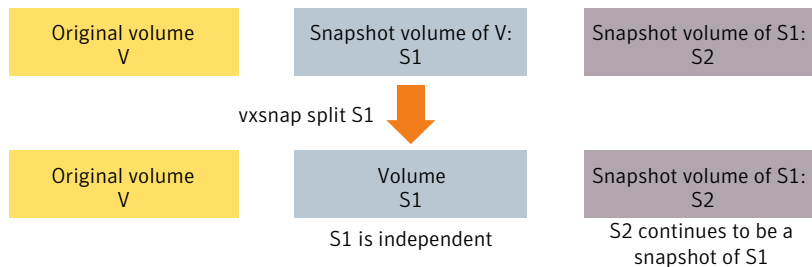 Original volume
V
Snapshot volume of V:
S1
Snapshot volume of S1:
S2
vxsnap split S1
Original volume
V
Volume
S1
Snapshot volume of S1:
S2
S1 is independent
S2 continues to be a
snapshot of S1